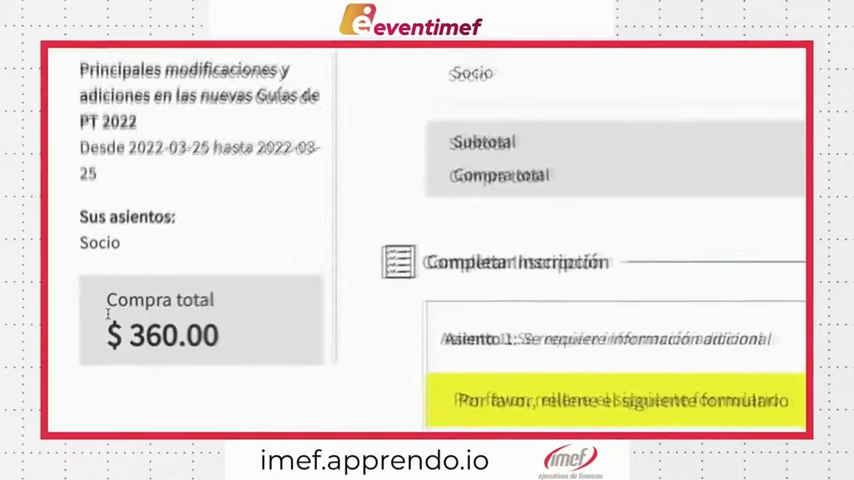 eventimef
Principales modificaciones y
adiciones en las nuevas Guías de
PT 2022
Desde 2022-03-25 hasta 2022-03-
25
Sus asientos:
Socio
Compra total
$ 360.00
Socio
Subtotal
Compra total
Completar Inscripción
Asiento 1: Se requiere información adicional
Por favor, rellene el siguiente formulario
imef.apprendo.io
imef
ejecutivos de finanzas